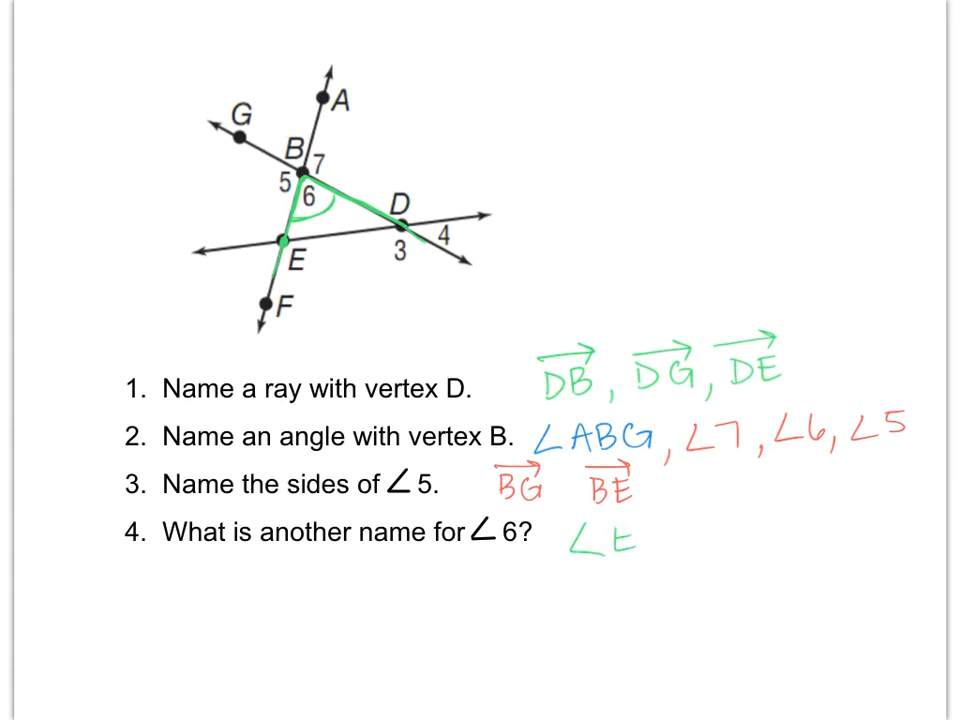 A
G
B
7
5
6
D
4
3
E
F
1. Name a ray with vertex D. DB, DG, DE
2. Name an angle with vertex B. ∠ABG, ∠7, ∠6, ∠5
3. Name the sides of ∠5. BG BE
4. What is another name for ∠6? ∠E